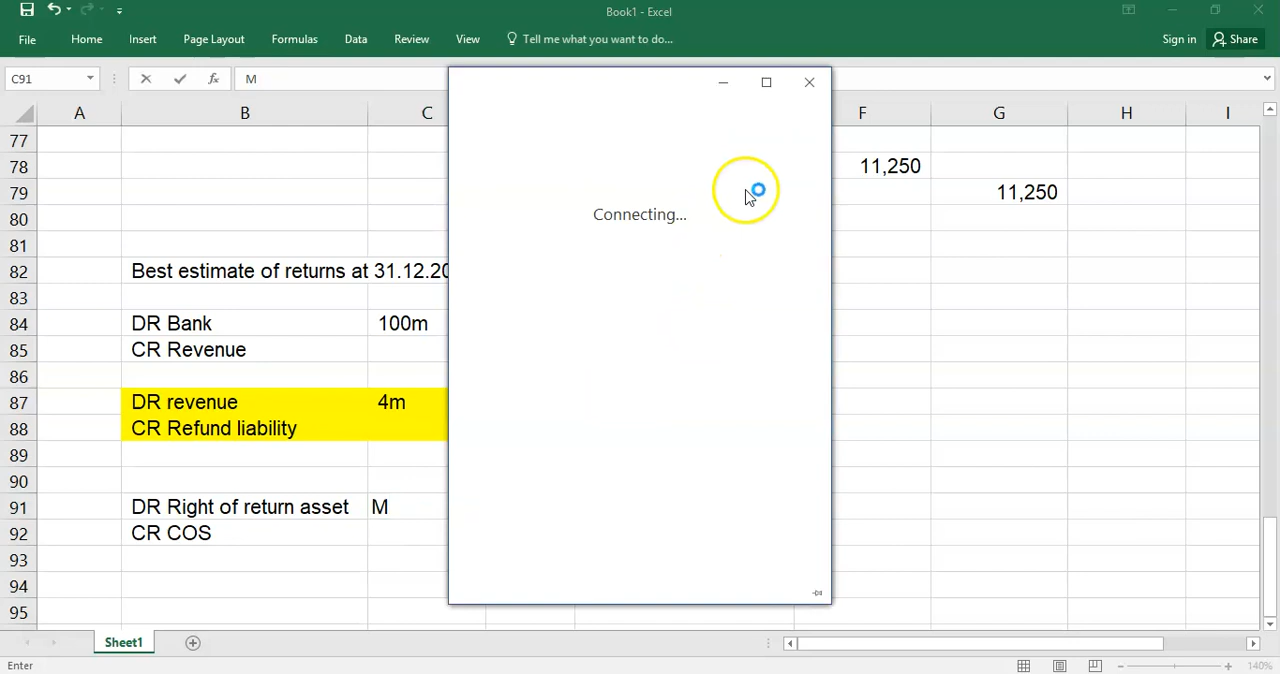 Book1 - Excel
File Home Insert Page Layout Formulas Data Review View Tell me what you want to do... Sign in Share
C91 fx M
A B C F G H I
77
78 11,250
79 11,250
80
81
82 Best estimate of returns at 31.12.20
83
84 DR Bank 100m
85 CR Revenue
86
87 DR revenue 4m
88 CR Refund liability
89
90
91 DR Right of return asset M
92 CR COS
93
94
95
Connecting...
Sheet1
Enter 140%